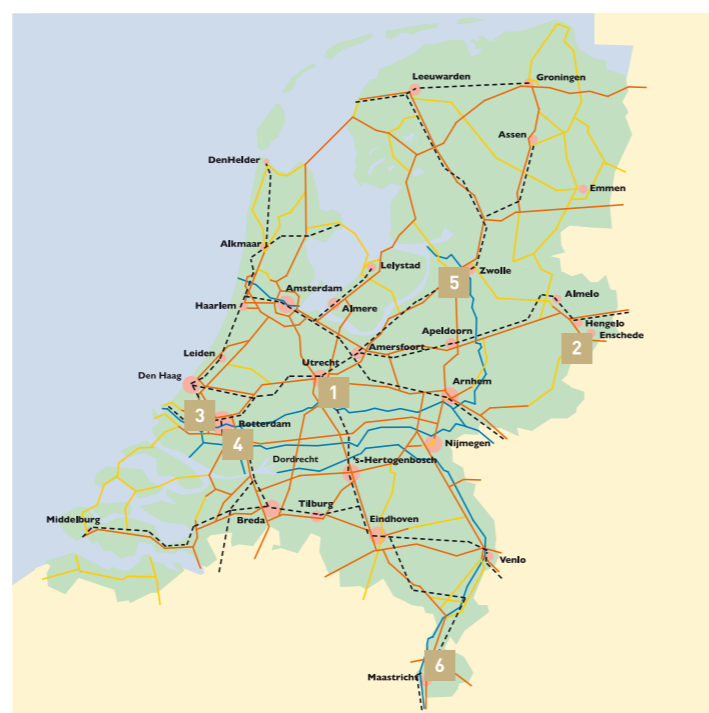 Leeuwarden
Groningen
Assen
DenHelder
Emmen
Alkmaar
Lelystad
Zwolle
5
Amsterdam
Almelo
Haarlem
Almere
Hengelo
Apeldoorn
Enschede
Amersfoort
2
Leiden
Utrecht
Den Haag
Arnhem
1
3
Rotterdam
4
Nijmegen
Dordrecht
's-Hertogenbosch
Tilburg
Middelburg
Breda
Eindhoven
Venlo
6
Maastricht